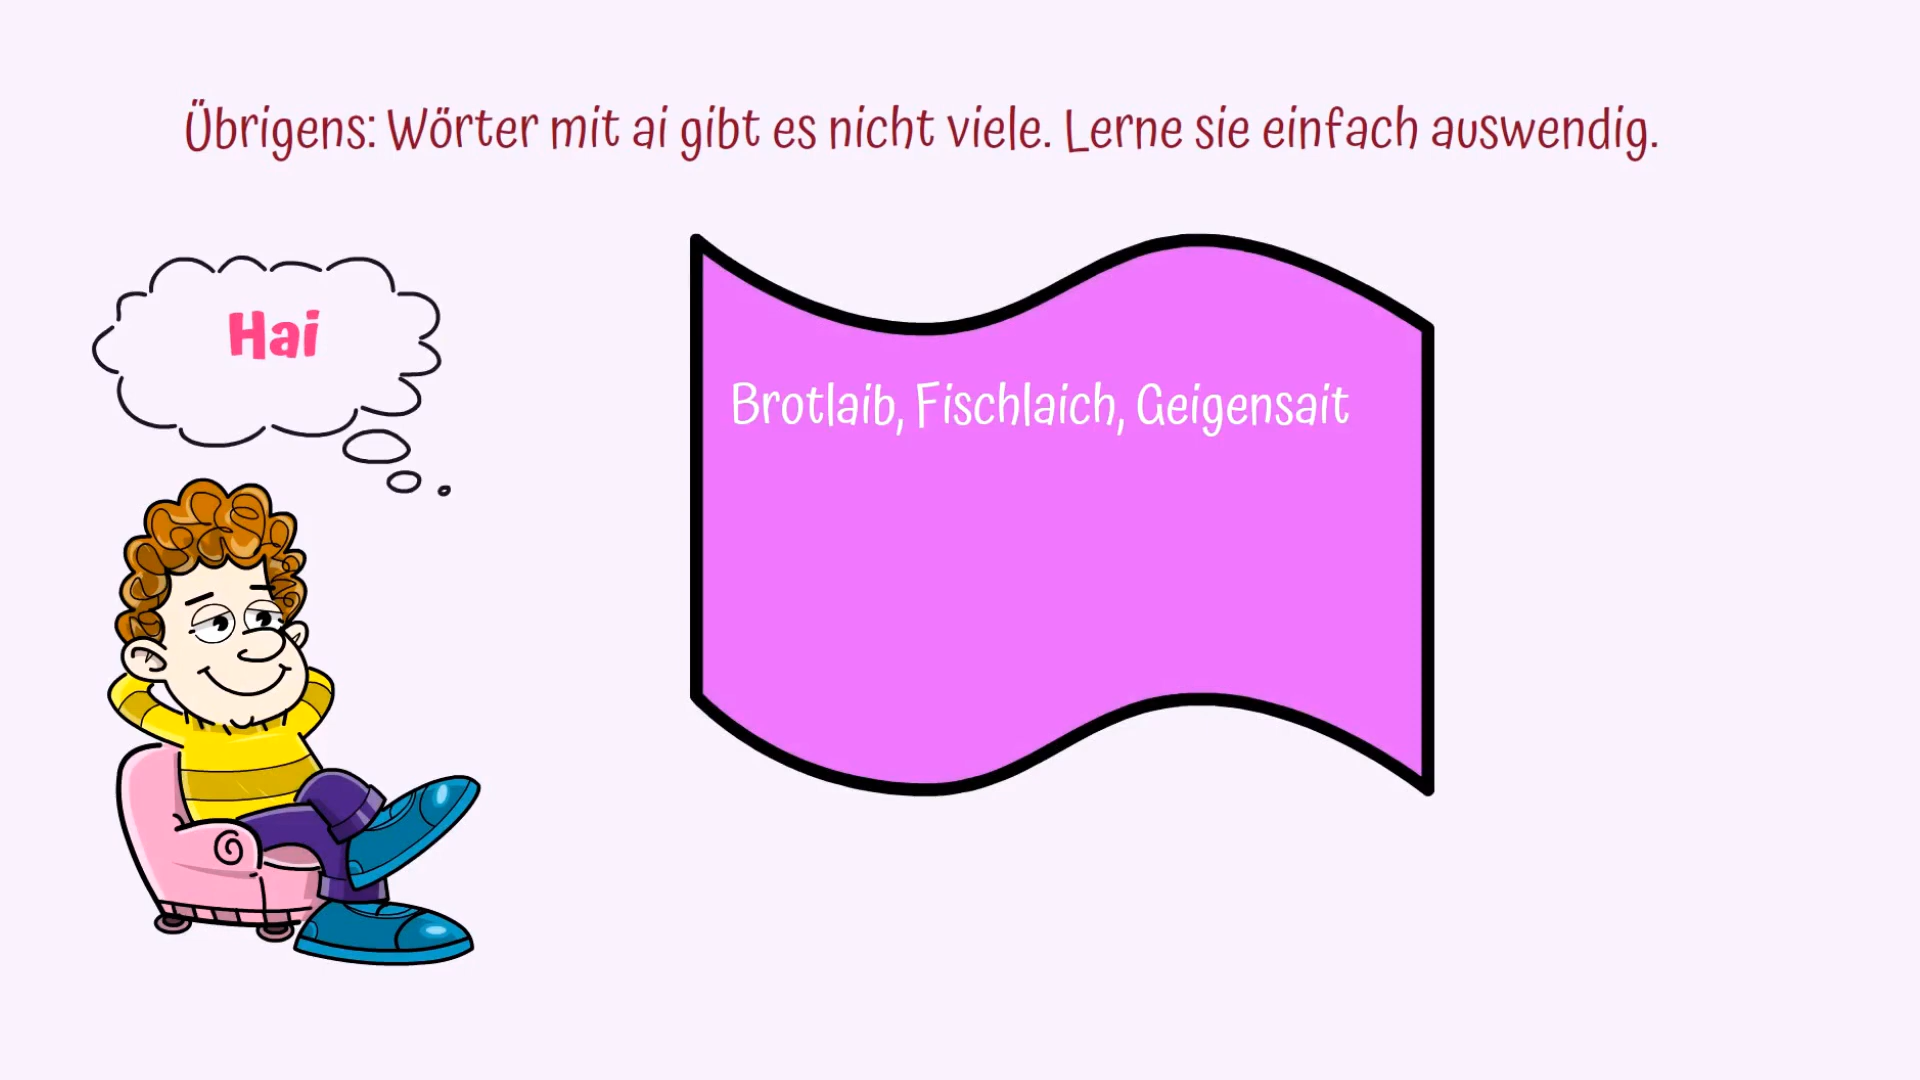 Übrigens: Wörter mit ai gibt es nicht viele. Lerne sie einfach auswendig.
Hai
Brotlaib, Fischlaich, Geigensait